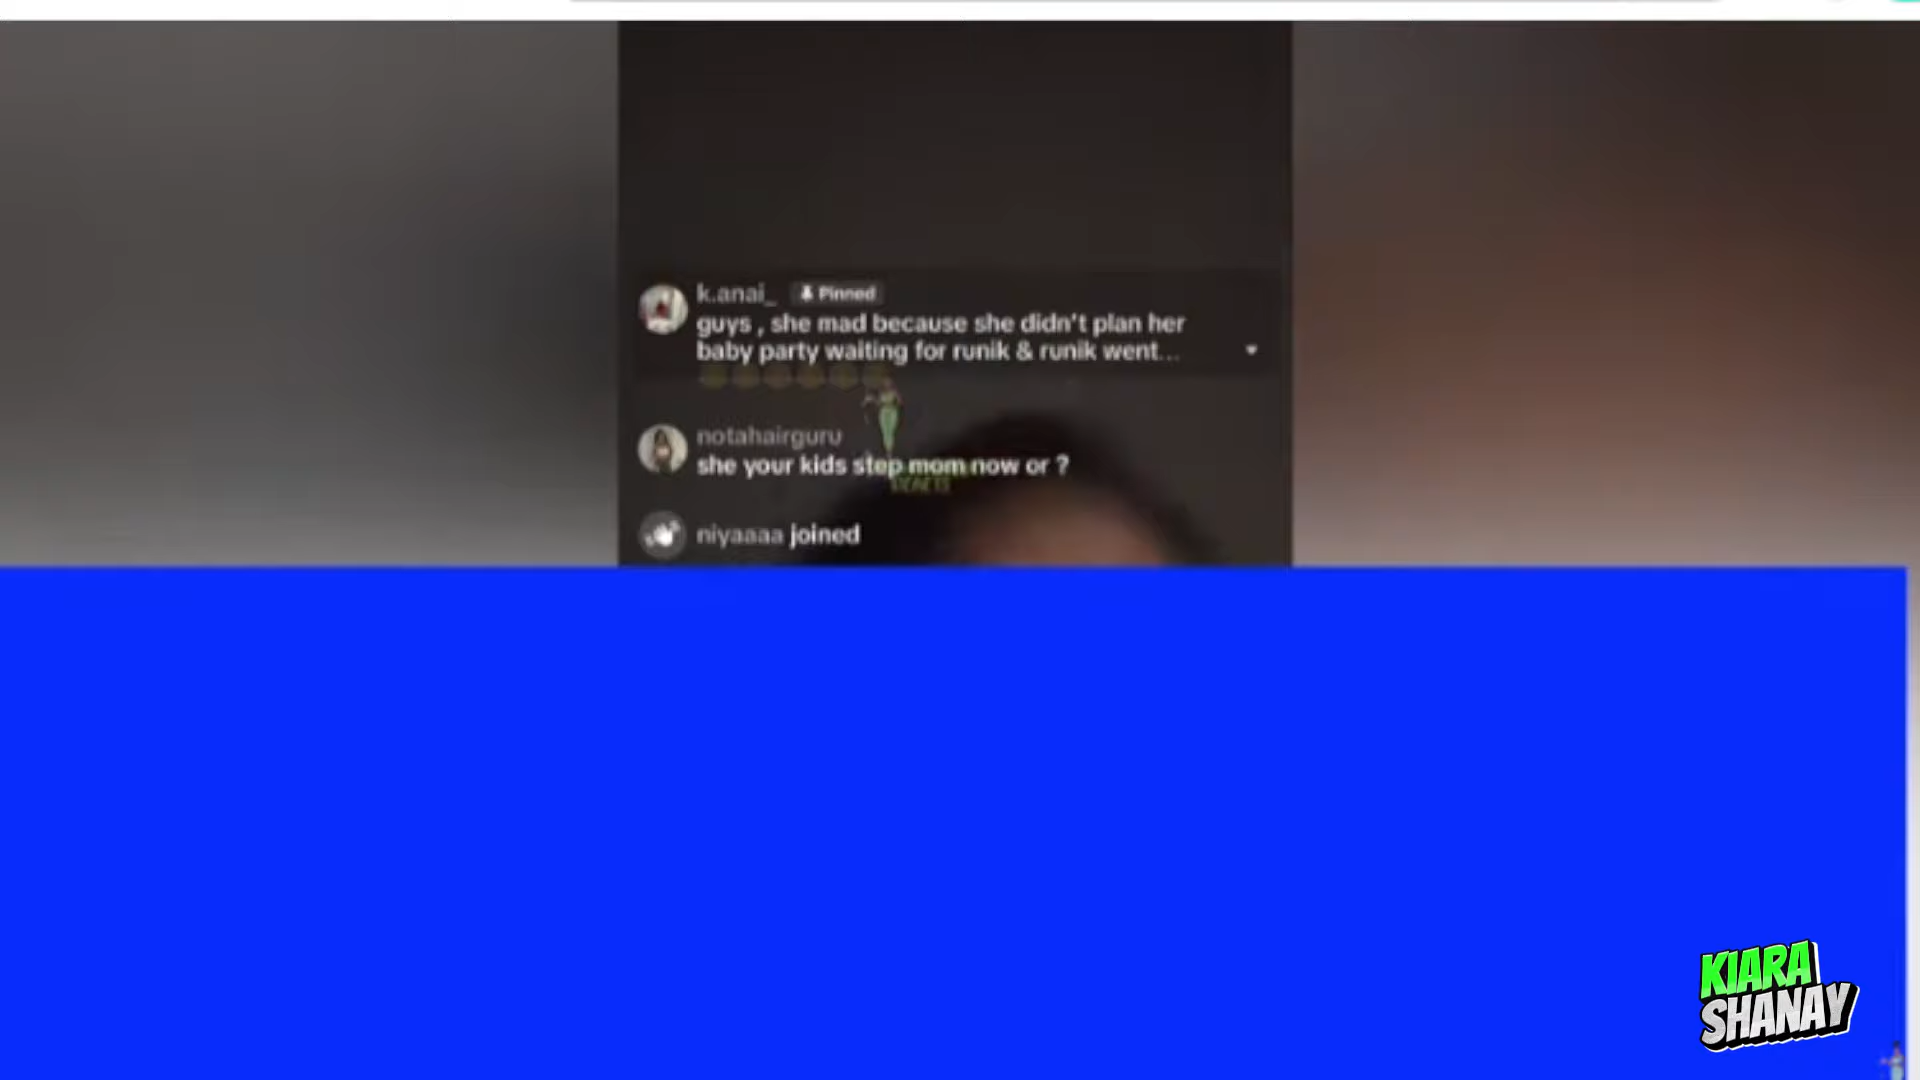 k.anai_ Pinned
guys , she mad because she didn't plan her
baby party waiting for runik & runik went...
notahairguru
she your kids step mom now or ?
REACTS
niyaaaa joined
KIARA
SHANAY